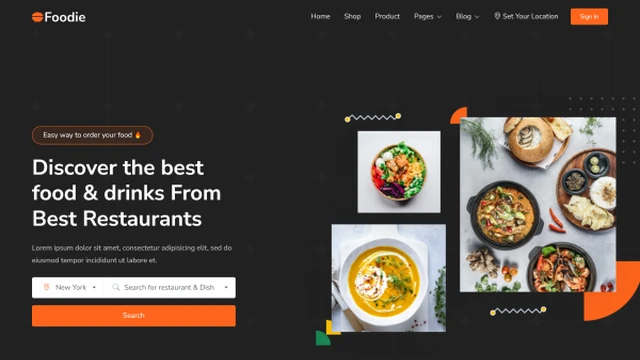 Foodie
Home Shop Product Pages Blog Set Your Location Sign In
Easy way to order your food
Discover the best
food & drinks From
Best Restaurants
Lorem ipsum dolor sit amet, consectetur adipisicing elit, sed do
eiusmod tempor incididunt ut labore et.
New York Search for restaurant & Dish
Search